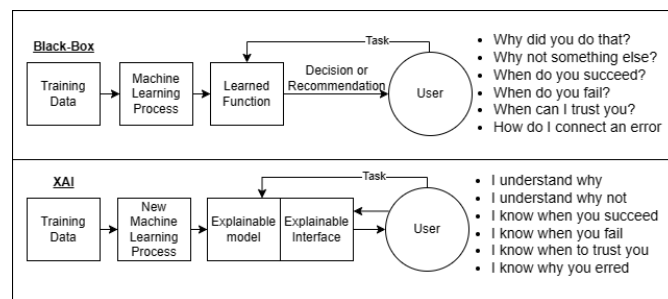 Black-Box
Training
Data
Machine
Learning
Process
Learned
Function
Task
Decision or
Recommendation
User
• Why did you do that?
• Why not something else?
• When do you succeed?
• When do you fail?
• When can I trust you?
• How do I connect an error
XAI
Training
Data
New
Machine
Learning
Process
Explainable
model
Explainable
Interface
Task
User
• I understand why
• I understand why not
• I know when you succeed
• I know when you fail
• I know when to trust you
• I know why you erred